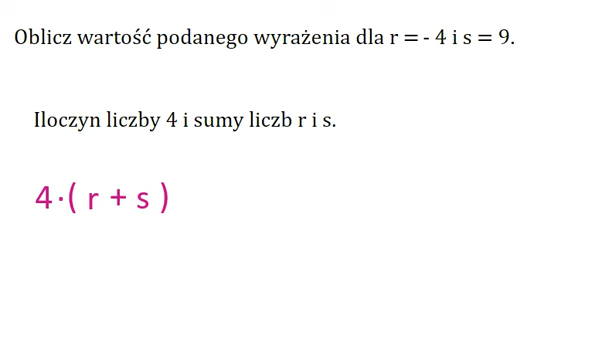 Oblicz wartość podanego wyrażenia dla r = - 4 i s = 9.
Iloczyn liczby 4 i sumy liczb r i s.
4·( r + s )